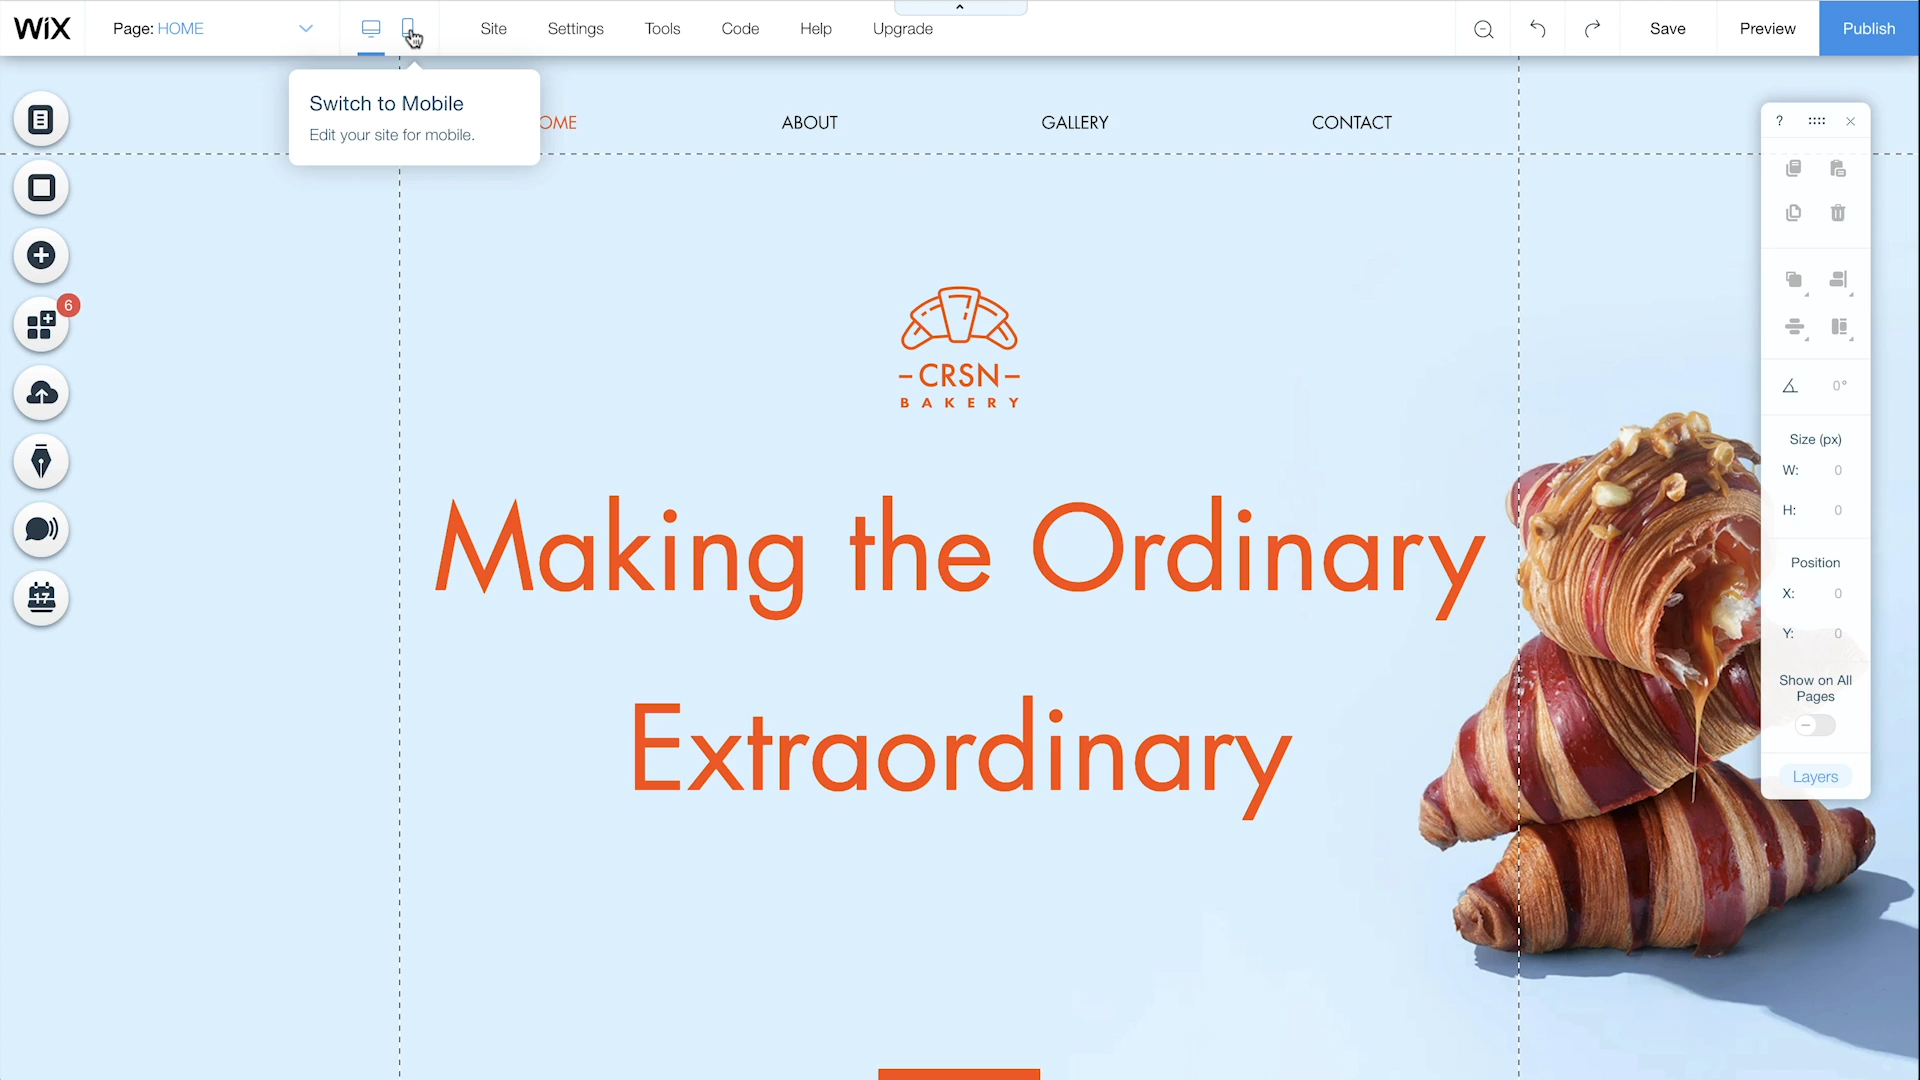 WiX
Page: HOME
Site
Settings
Tools
Code
Help
Upgrade
Save
Preview
Publish
Switch to Mobile
Edit your site for mobile.
OME
ABOUT
GALLERY
CONTACT
?
6
17
CRSN
BAKERY
Making the Ordinary
Extraordinary
0°
Size (px)
W: 0
H: 0
Position
X: 0
Y: 0
Show on All
Pages
Layers